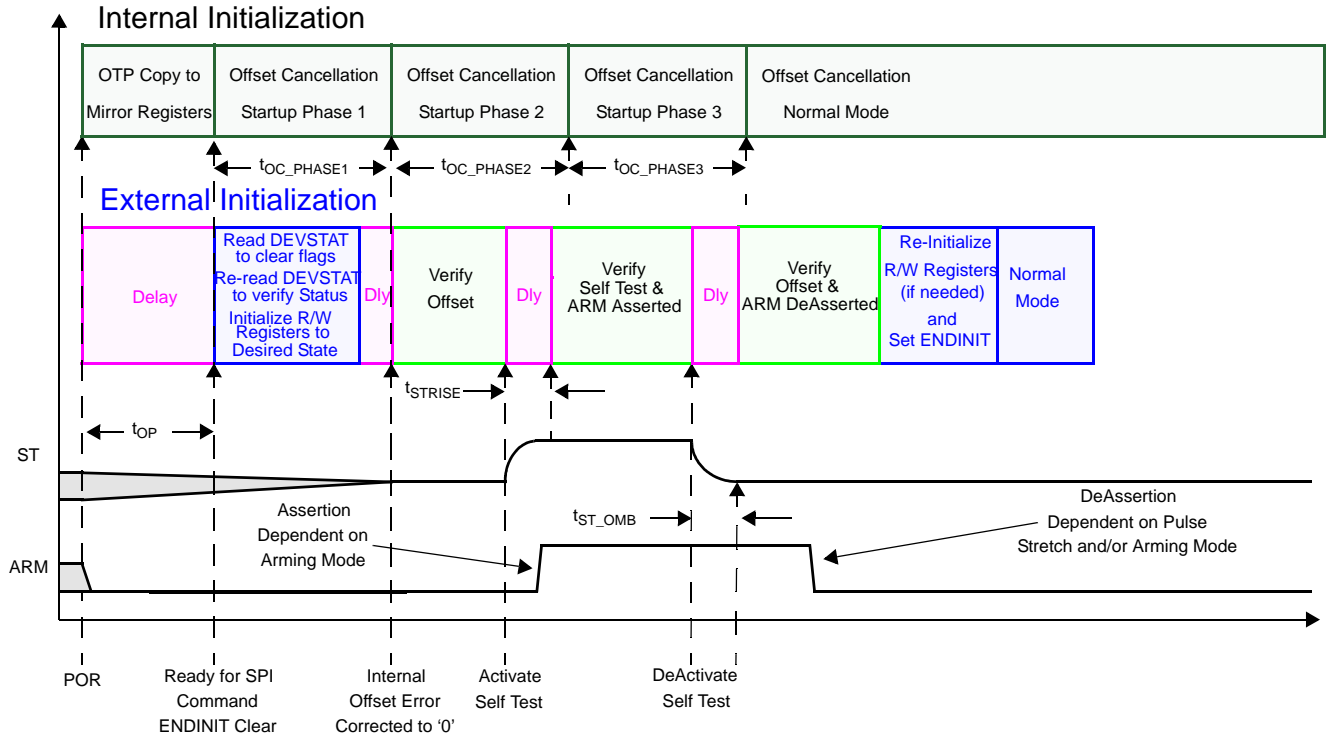 Internal Initialization
OTP Copy to
Mirror Registers
Offset Cancellation
Startup Phase 1
Offset Cancellation
Startup Phase 2
Offset Cancellation
Startup Phase 3
Offset Cancellation
Normal Mode
tOC_PHASE1
tOC_PHASE2
tOC_PHASE3
External Initialization
Delay
Read DEVSTAT
to clear flags
Re-read DEVSTAT
to verify Status
Initialize R/W
Registers to
Desired State
Dly
Verify
Offset
Dly
Verify
Self Test &
ARM Asserted
Dly
Verify
Offset &
ARM DeAsserted
Re-Initialize
R/W Registers
(if needed)
and
Set ENDINIT
Normal
Mode
tSTRISE
tOP
ST
Assertion
Dependent on
Arming Mode
tST_OMB
DeAssertion
Dependent on Pulse
Stretch and/or Arming Mode
ARM
POR
Ready for SPI
Command
ENDINIT Clear
Internal
Offset Error
Corrected to ‘0’
Activate
Self Test
DeActivate
Self Test